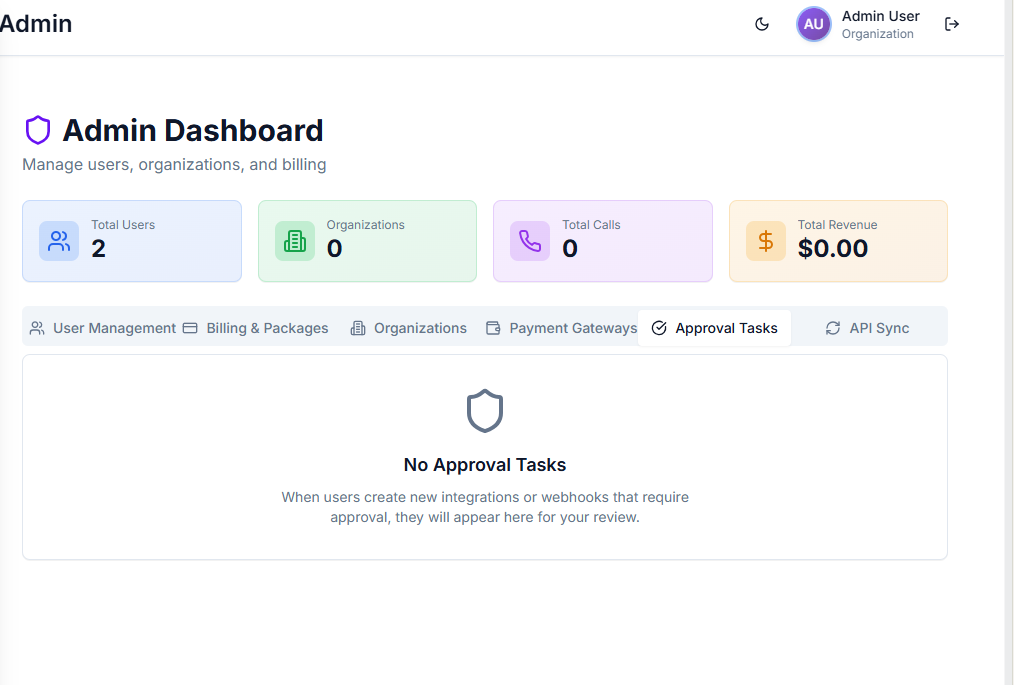 Admin
AU
Admin User
Organization
Admin Dashboard
Manage users, organizations, and billing
Total Users
2
Organizations
0
Total Calls
0
Total Revenue
$0.00
User Management
Billing & Packages
Organizations
Payment Gateways
Approval Tasks
API Sync
No Approval Tasks
When users create new integrations or webhooks that require
approval, they will appear here for your review.